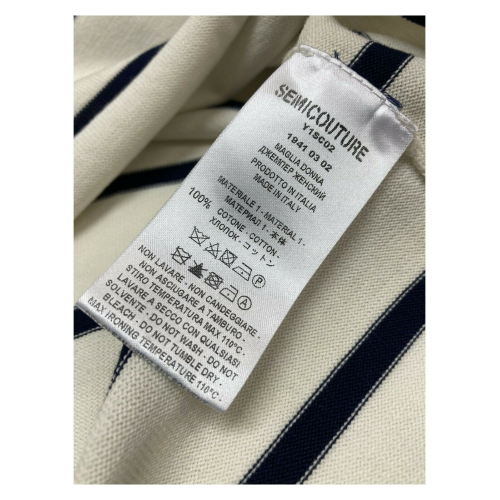 SEMICOUTURE
Y1SC02
1941 03 02
MAGLIA DONNA
ДЖЕМПЕР ЖЕНСКИЙ
PRODOTTO IN ITALIA
MADE IN ITALY
MATERIALE 1 - MATERIAL 1 -
МАТЕРИАЛ 1 - 本体
100% COTONE - COTTON -
ХЛОПОК - コットン
NON LAVARE - NON CANDEGGIARE -
NON ASCIUGARE A TAMBURO -
STIRO TEMPERATURA MAX 110°C -
LAVARE A SECCO CON QUALSIASI
SOLVENTE - DO NOT WASH - DO NOT
BLEACH - DO NOT TUMBLE DRY -
MAX IRONING TEMPERATURE 110°C -